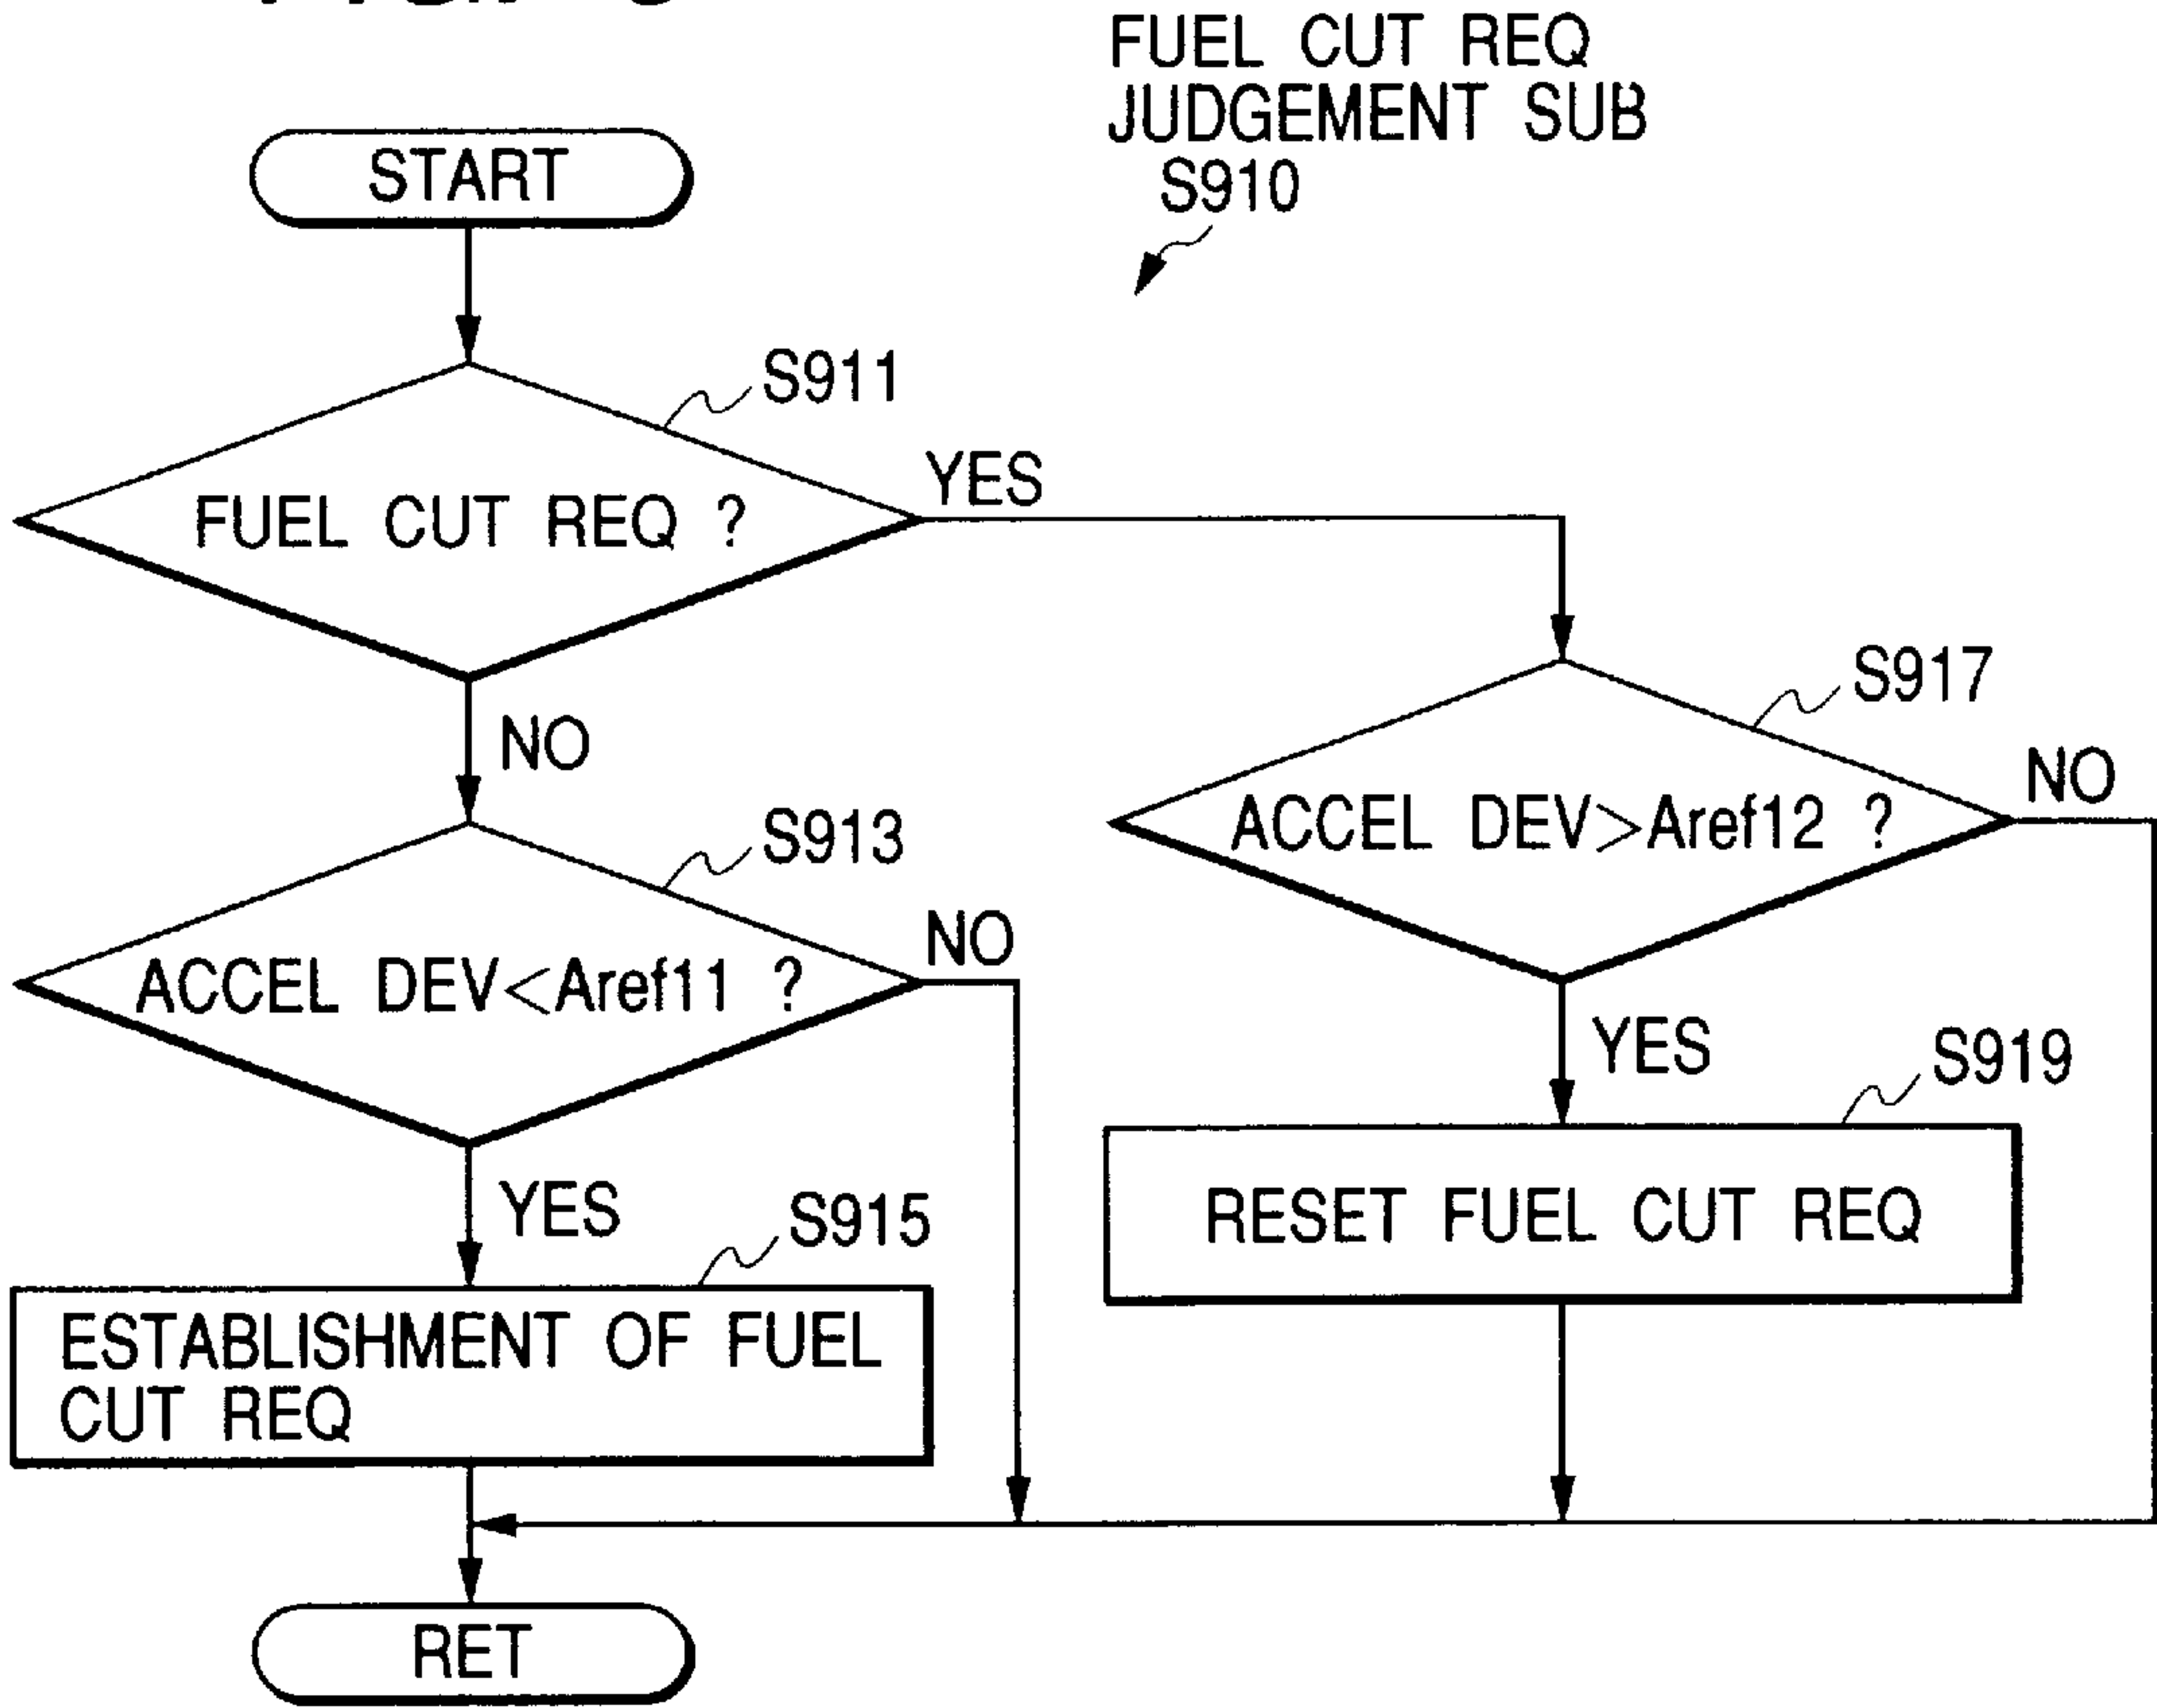 FUEL CUT REQ
JUDGEMENT SUB
S910
START
S911
FUEL CUT REQ ?
YES
NO
S917
ACCEL DEV>Aref12 ?
NO
S913
ACCEL DEV<Aref11 ?
NO
YES
S919
RESET FUEL CUT REQ
YES
S915
ESTABLISHMENT OF FUEL
CUT REQ
RET